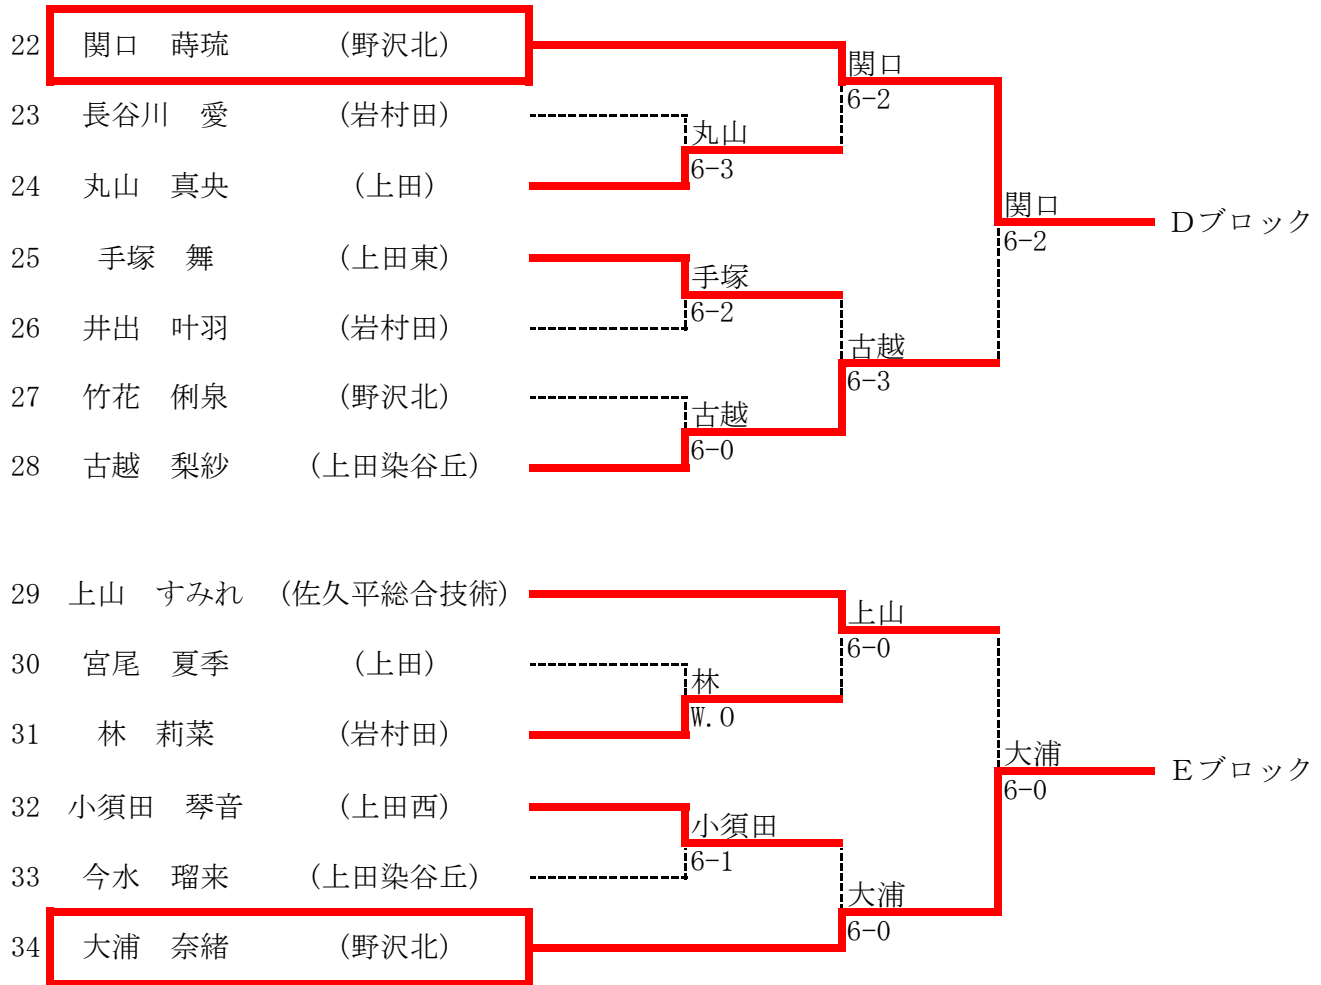 22 関口 蒔琉 (野沢北)
関口
6-2
23 長谷川 愛 (岩村田)
丸山
6-3
24 丸山 真央 (上田)
関口
6-2
Dブロック
25 手塚 舞 (上田東)
手塚
6-2
26 井出 叶羽 (岩村田)
古越
6-3
27 竹花 俐泉 (野沢北)
古越
6-0
28 古越 梨紗 (上田染谷丘)
29 上山 すみれ (佐久平総合技術)
上山
6-0
30 宮尾 夏季 (上田)
林
W.O
31 林 莉菜 (岩村田)
大浦
6-0
Eブロック
32 小須田 琴音 (上田西)
小須田
6-1
33 今水 瑠来 (上田染谷丘)
大浦
6-0
34 大浦 奈緒 (野沢北)